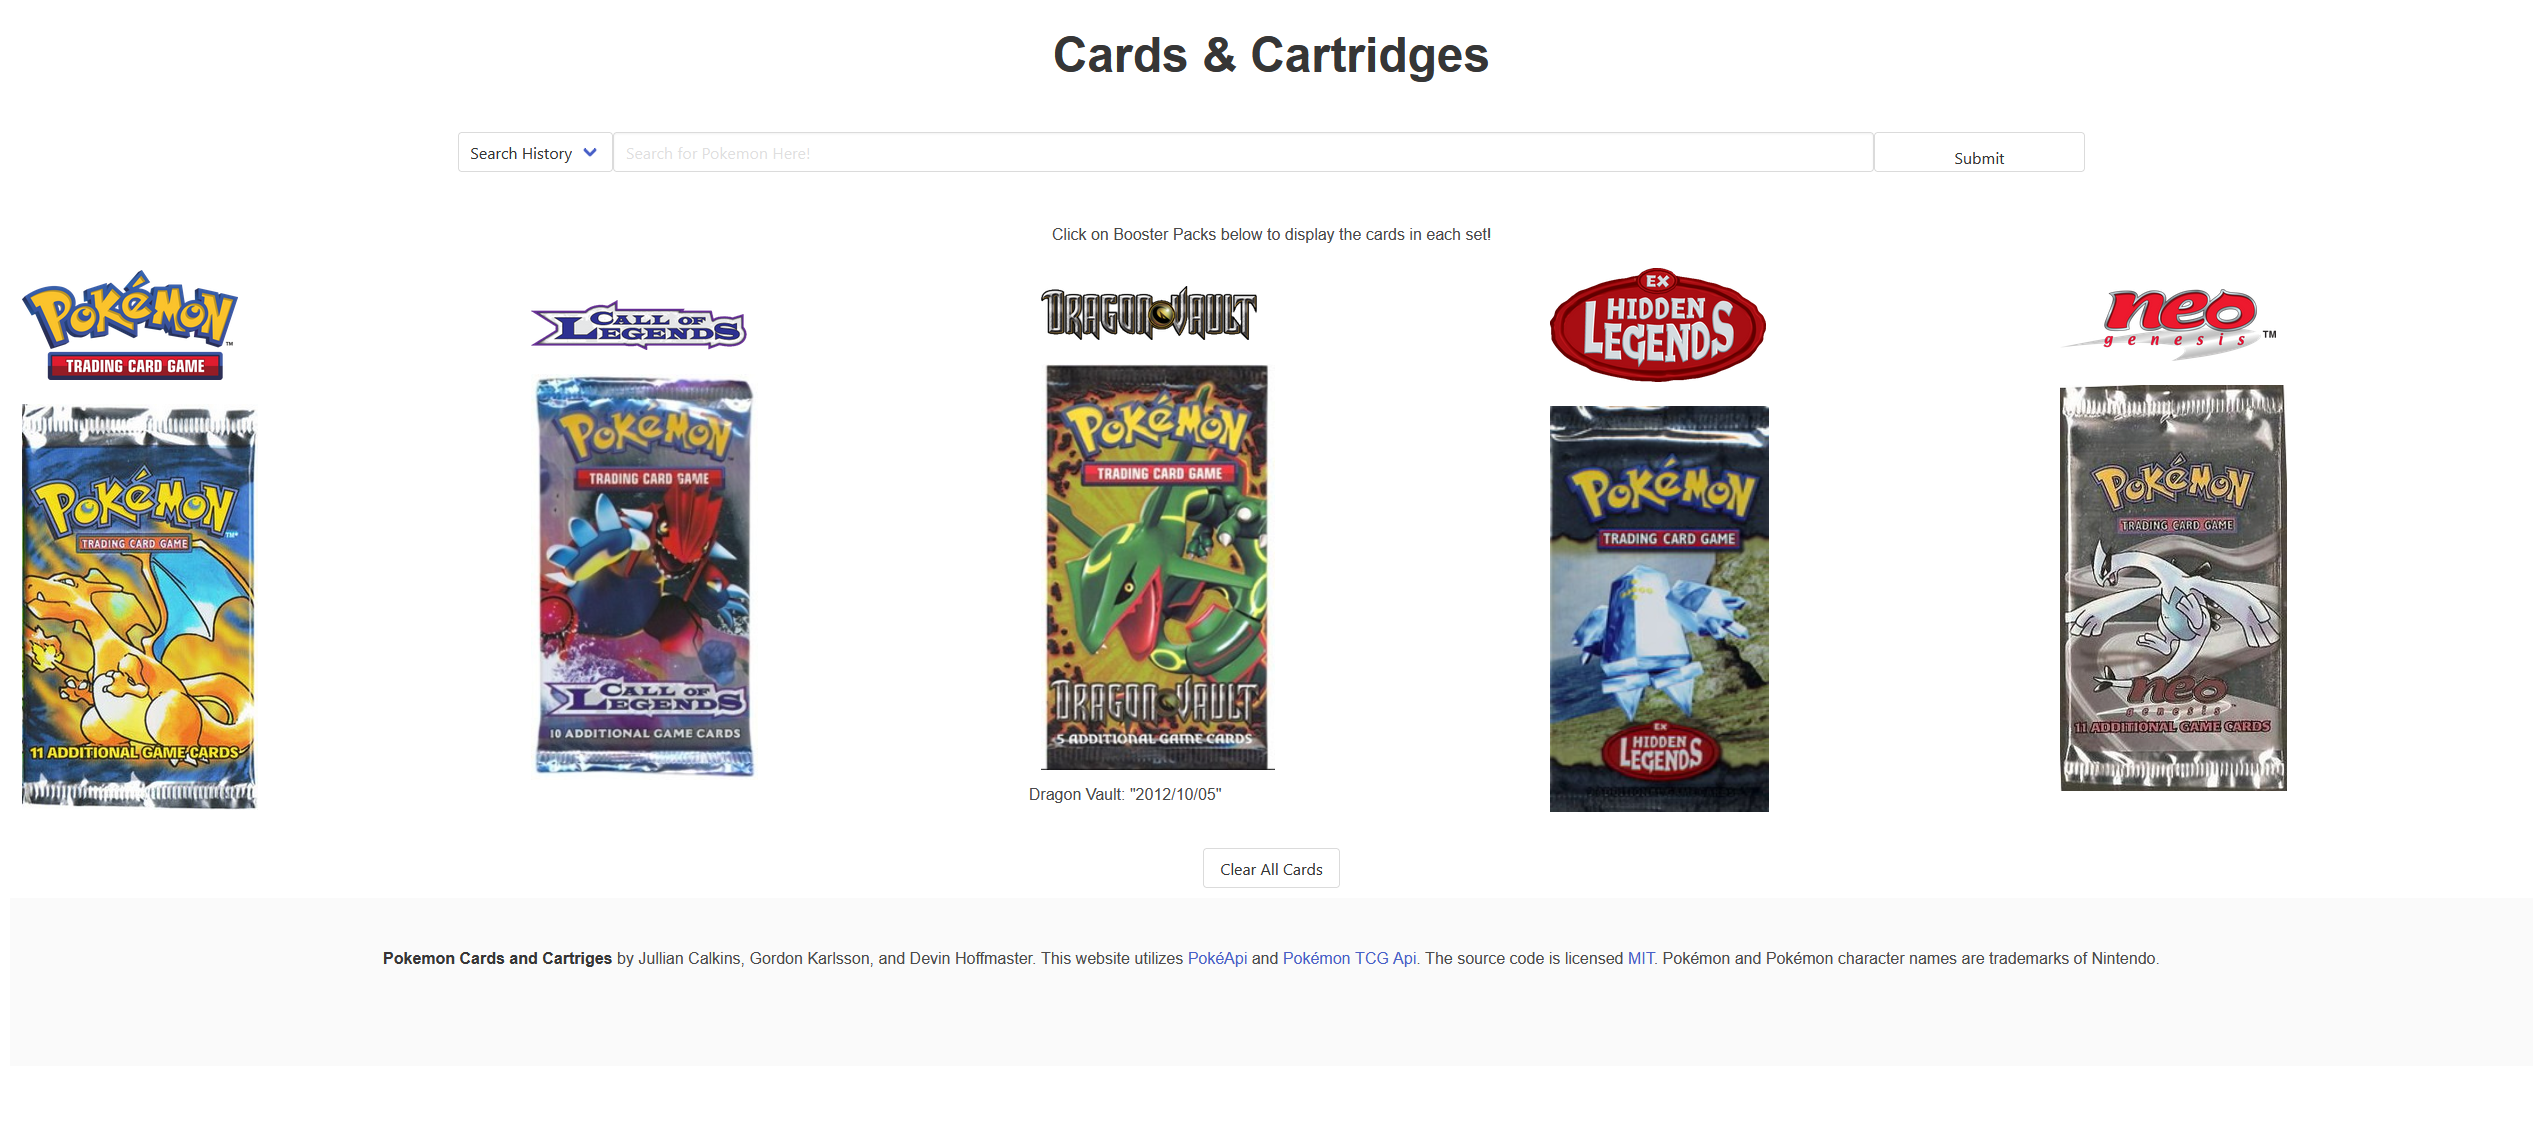 Cards & Cartridges
Search History
Search for Pokemon Here!
Submit
Click on Booster Packs below to display the cards in each set!
POKéMON™
TRADING CARD GAME
CALL OF LEGENDS
DRAGON VAULT
EX
HIDDEN
LEGENDS
neo ™
genesis
POKéMON
TRADING CARD GAME
11 ADDITIONAL GAME CARDS
POKéMON
TRADING CARD GAME
CALL OF LEGENDS
10 ADDITIONAL GAME CARDS
POKéMON
TRADING CARD GAME
DRAGON VAULT
5 ADDITIONAL GAME CARDS
POKéMON
TRADING CARD GAME
EX
HIDDEN
LEGENDS
POKéMON
TRADING CARD GAME
neo
genesis
11 ADDITIONAL GAME CARDS
Dragon Vault: "2012/10/05"
Clear All Cards
Pokemon Cards and Cartriges by Jullian Calkins, Gordon Karlsson, and Devin Hoffmaster. This website utilizes PokéApi and Pokémon TCG Api. The source code is licensed MIT. Pokémon and Pokémon character names are trademarks of Nintendo.